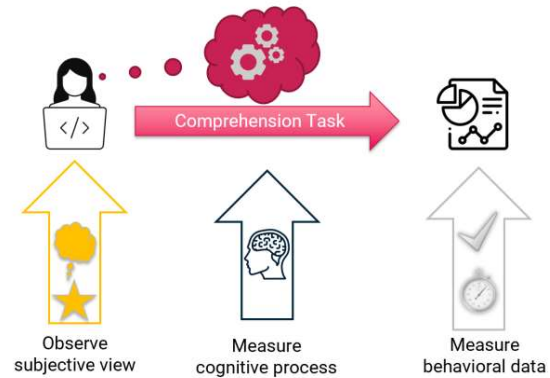 Comprehension Task
</>
Observe
subjective view
Measure
cognitive process
Measure
behavioral data